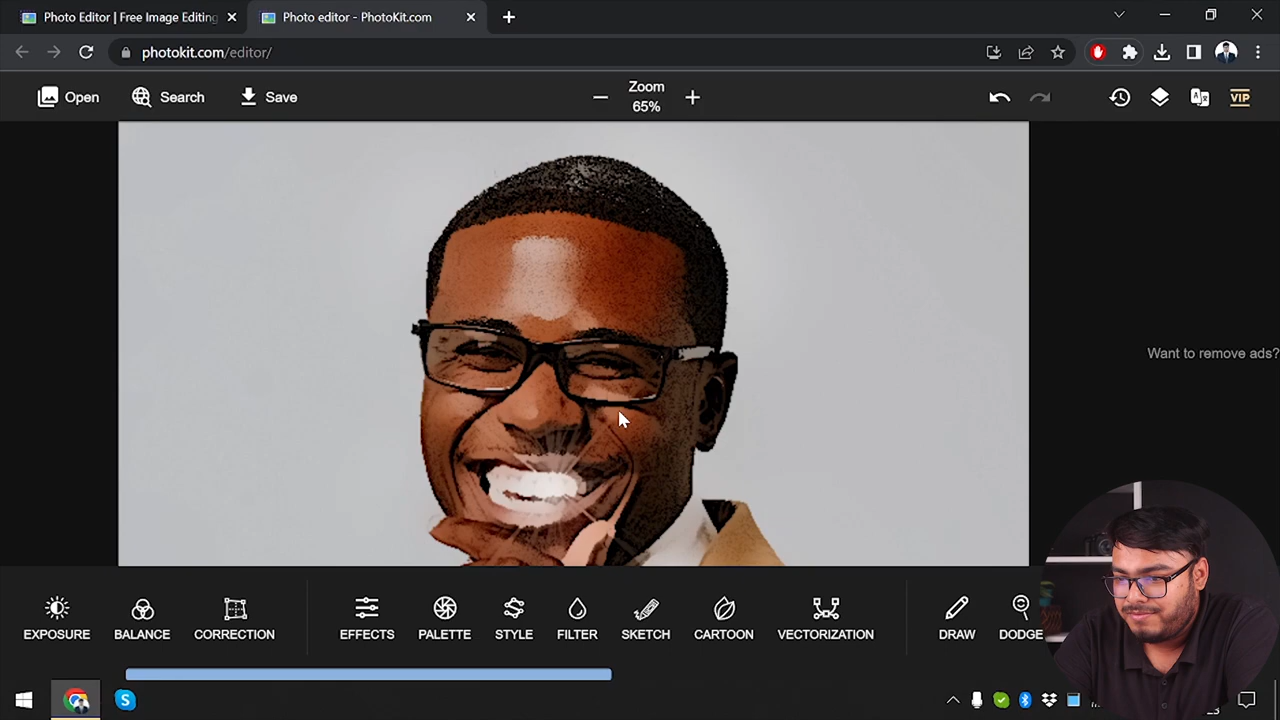 Photo Editor | Free Image Editing
Photo editor - PhotoKit.com
photokit.com/editor/
Open
Search
Save
Zoom
65%
VIP
Want to remove ads?
EXPOSURE
BALANCE
CORRECTION
EFFECTS
PALETTE
STYLE
FILTER
SKETCH
CARTOON
VECTORIZATION
DRAW
DODGE